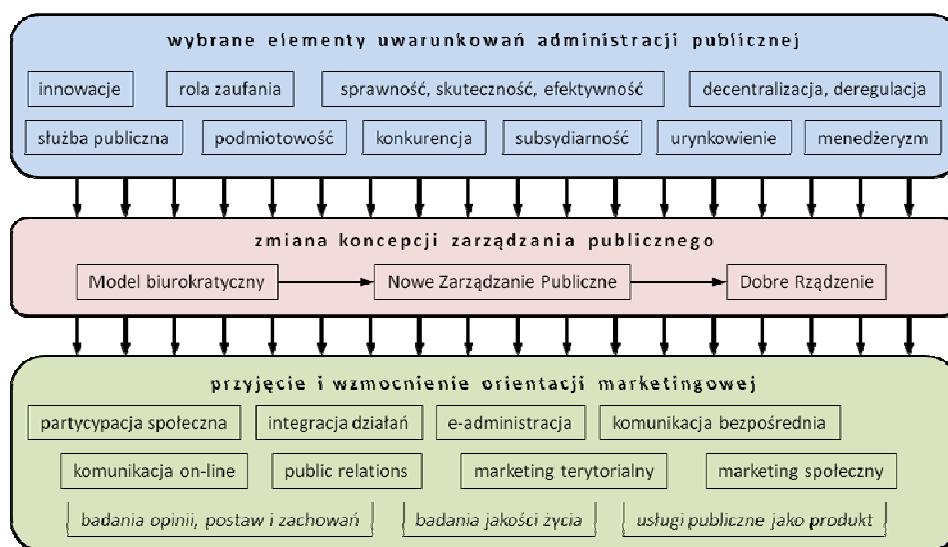 wybrane elementy uwarunkowań administracji publicznej
innowacje rola zaufania sprawność, skuteczność, efektywność decentralizacja, deregulacja
służba publiczna podmiotowość konkurencja subsydiarność urynkowienie menedżeryzm
zmiana koncepcji zarządzania publicznego
Model biurokratyczny Nowe Zarządzanie Publiczne Dobre Rządzenie
przyjęcie i wzmocnienie orientacji marketingowej
partycypacja społeczna integracja działań e-administracja komunikacja bezpośrednia
komunikacja on-line public relations marketing terytorialny marketing społeczny
badania opinii, postaw i zachowań badania jakości życia usługi publiczne jako produkt